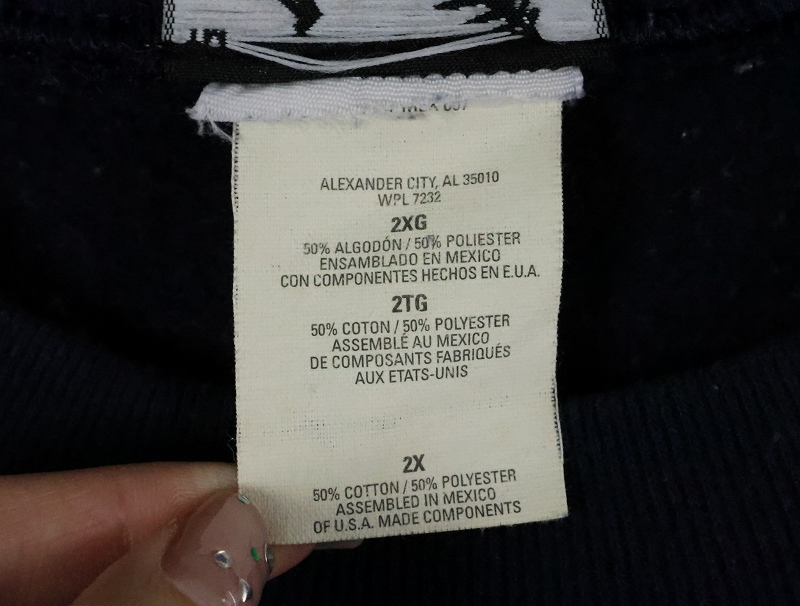 ALEXANDER CITY, AL 35010
WPL 7232
2XG
50% ALGODÓN / 50% POLIESTER
ENSAMBLADO EN MEXICO
CON COMPONENTES HECHOS EN E.U.A.
2TG
50% COTON / 50% POLYESTER
ASSEMBLÉ AU MEXICO
DE COMPOSANTS FABRIQUÉS
AUX ETATS-UNIS
2X
50% COTTON / 50% POLYESTER
ASSEMBLED IN MEXICO
OF U.S.A. MADE COMPONENTS